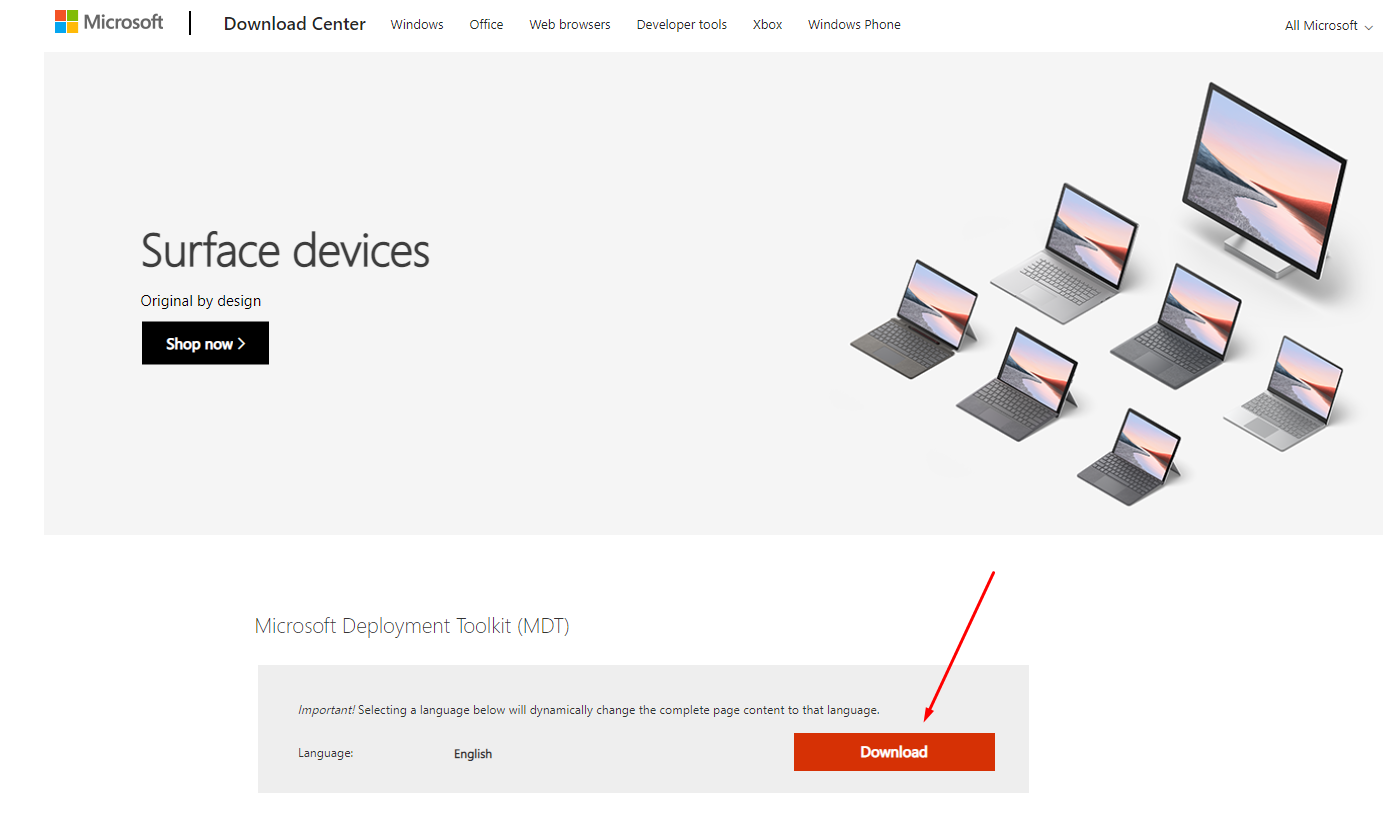 Microsoft Download Center Windows Office Web browsers Developer tools Xbox Windows Phone All Microsoft
Surface devices
Original by design
Shop now
Microsoft Deployment Toolkit (MDT)
Important! Selecting a language below will dynamically change the complete page content to that language.
Language: English Download